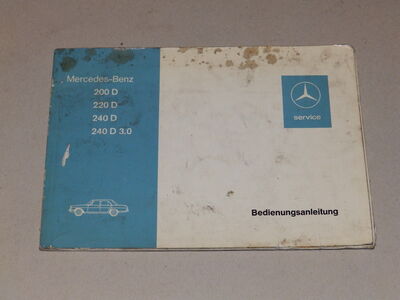 Mercedes-Benz
200 D
220 D
240 D
240 D 3.0
service
Bedienungsanleitung